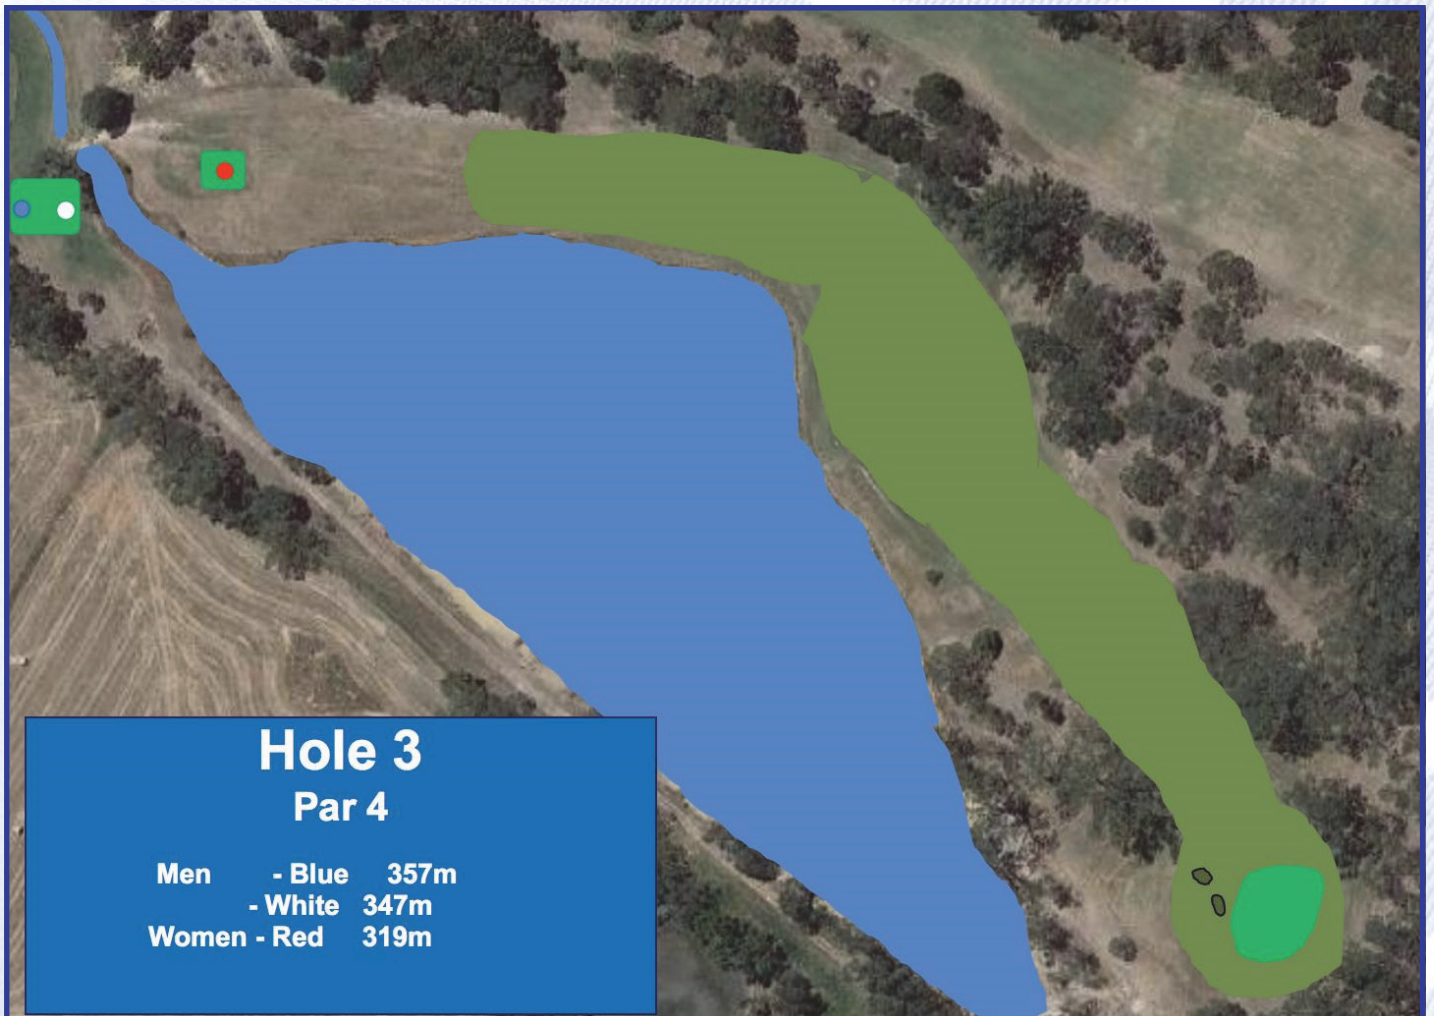 Hole 3
Par 4
Men - Blue 357m
- White 347m
Women - Red 319m